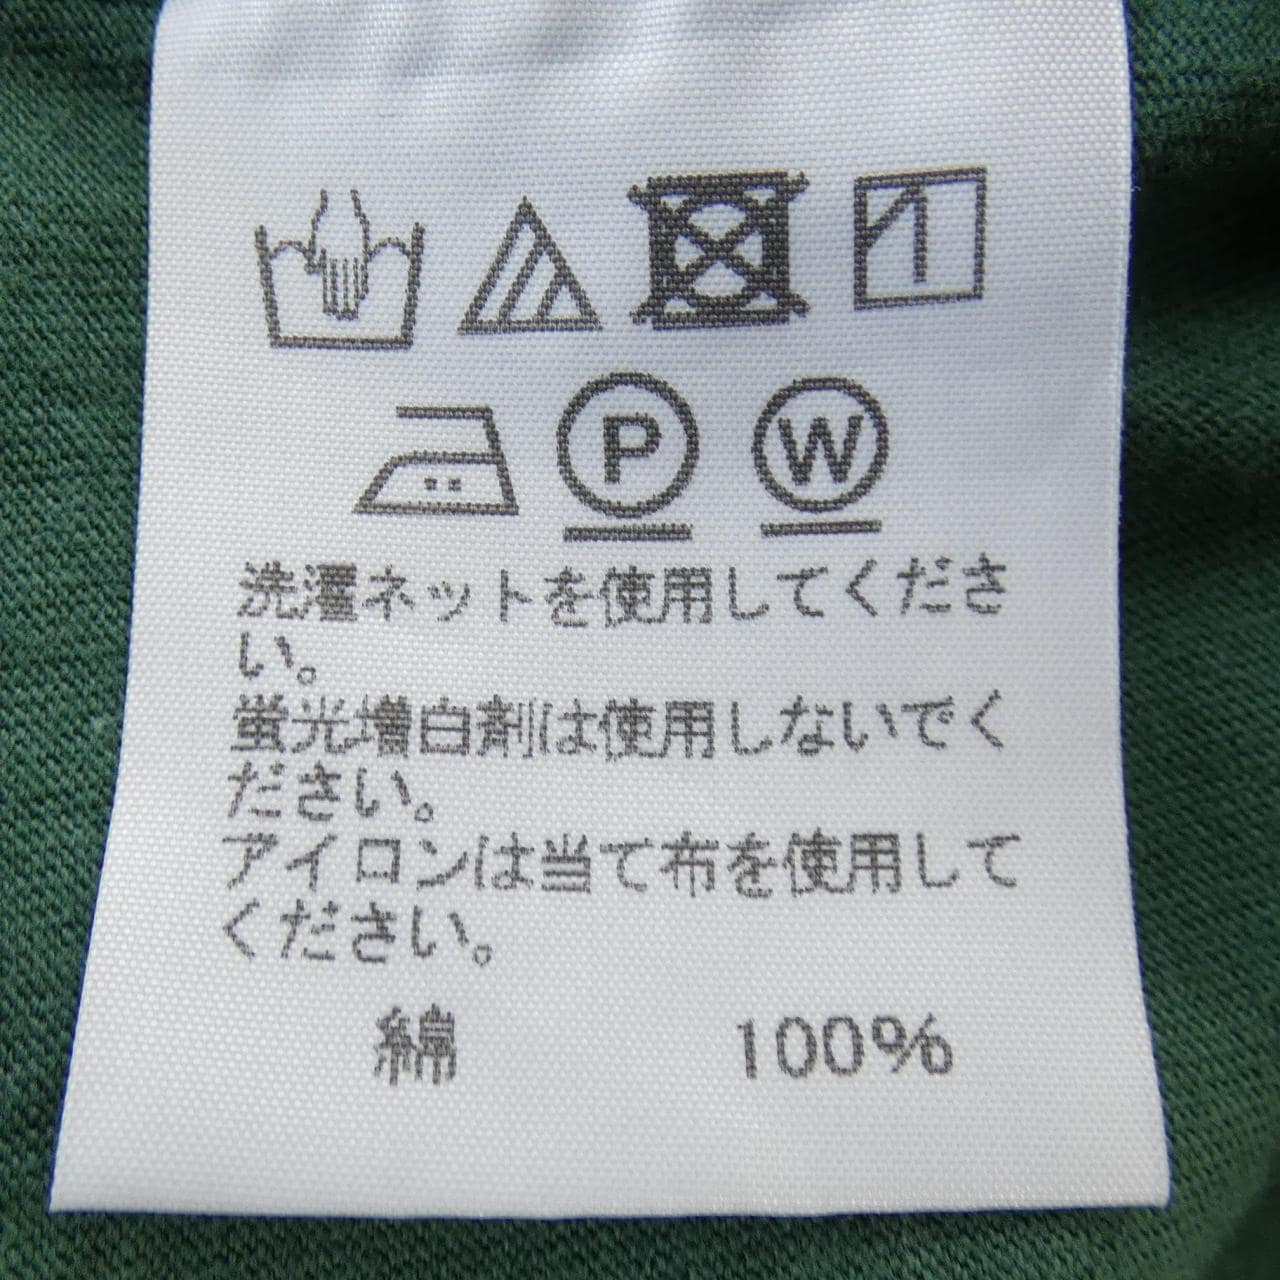 P W
洗濯ネットを使用してくださ
い。
蛍光増白剤は使用しないでく
ださい。
アイロンは当て布を使用して
ください。
綿 100%